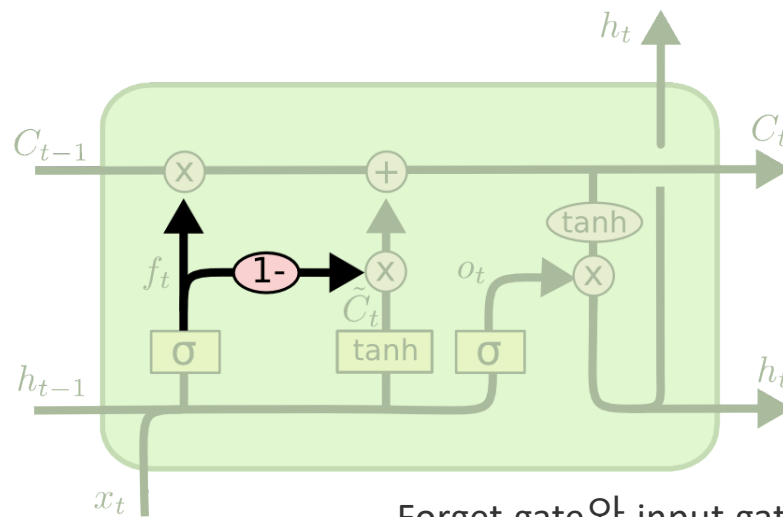 h_t
C_{t-1}
C_t
x
+
tanh
f_t
1-
x
o_t
x
\tilde{C}_t
σ
tanh
σ
h_{t-1}
h_t
x_t
Forget gate와 input gat